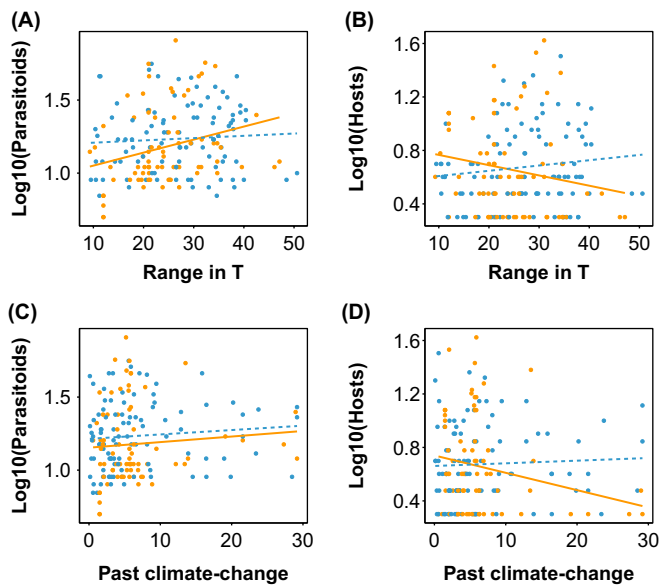 (A)
Log10(Parasitoids)
1.5
1.0
10 20 30 40 50
Range in T
(B)
Log10(Hosts)
1.6
1.2
0.8
0.4
10 20 30 40 50
Range in T
(C)
Log10(Parasitoids)
1.5
1.0
0 10 20 30
Past climate-change
(D)
Log10(Hosts)
1.6
1.2
0.8
0.4
0 10 20 30
Past climate-change